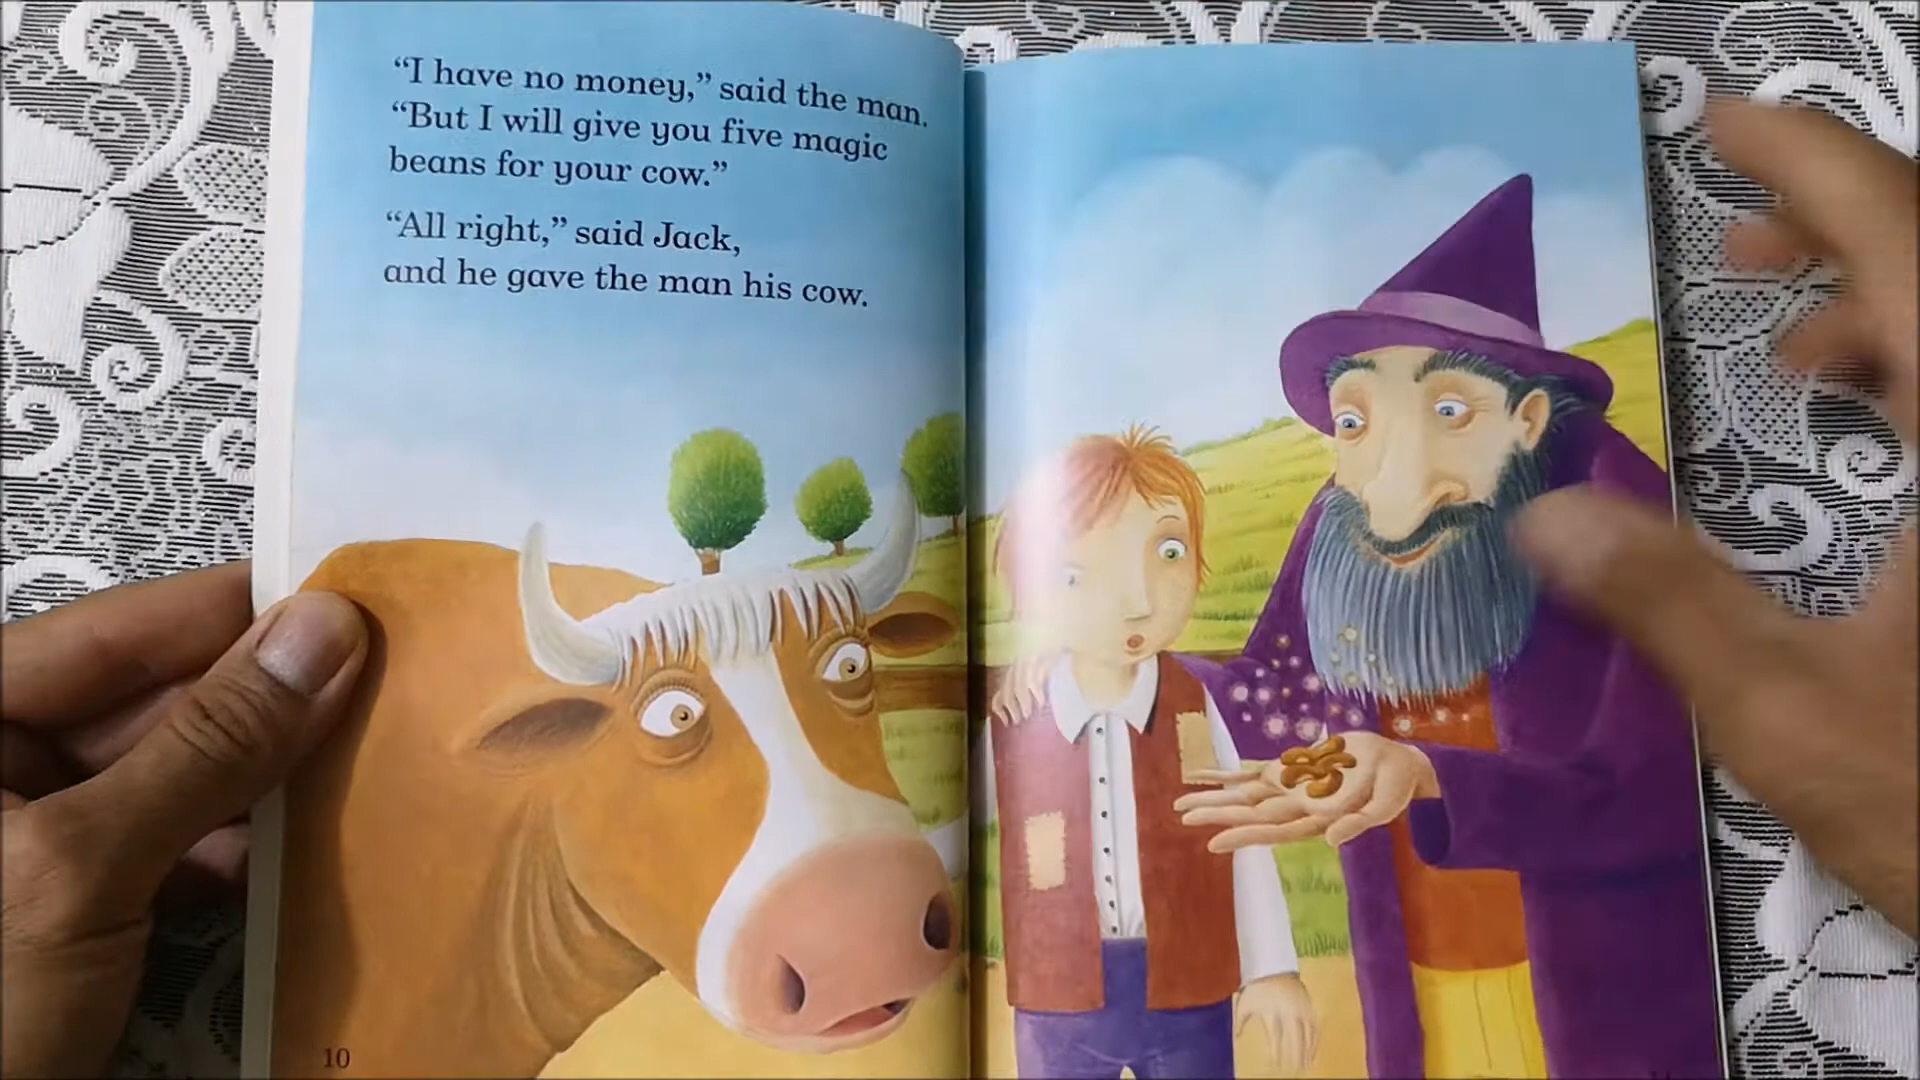 “I have no money,” said the man.
“But I will give you five magic
beans for your cow.”
“All right,” said Jack,
and he gave the man his cow.
10